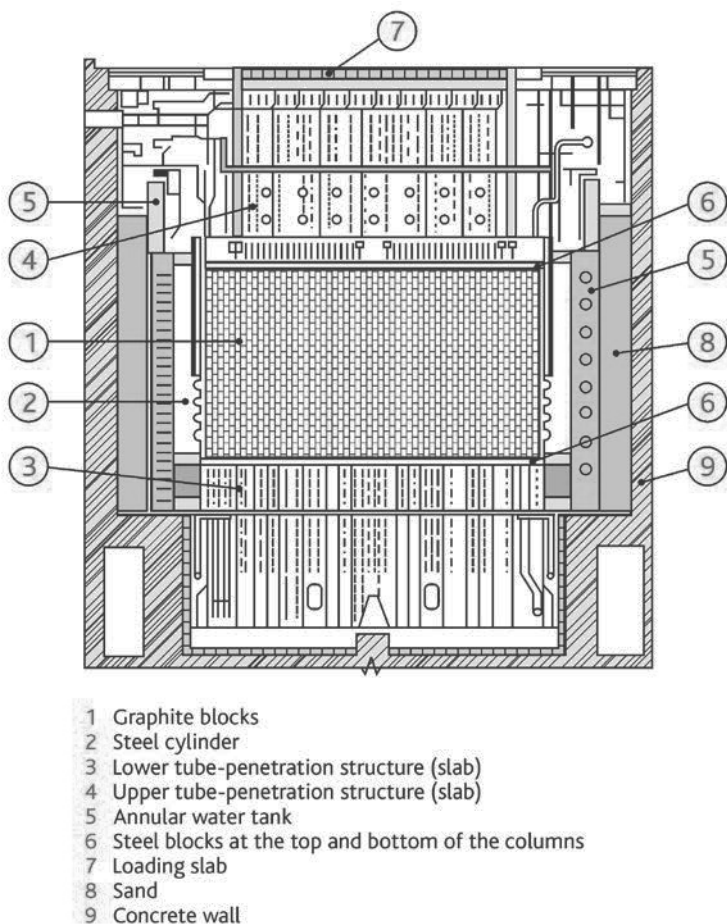 7
5
4
1
2
3
6
5
8
6
9
1 Graphite blocks
2 Steel cylinder
3 Lower tube-penetration structure (slab)
4 Upper tube-penetration structure (slab)
5 Annular water tank
6 Steel blocks at the top and bottom of the columns
7 Loading slab
8 Sand
9 Concrete wall